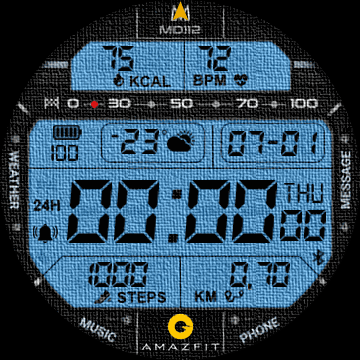 MD112
75 72
KCAL BPM
0 30 50 70 100
100 -23 07-01
WEATHER
MESSAGE
24H 00:00 THU 00
1000 0.70
STEPS KM
MUSIC PHONE
AMAZFIT